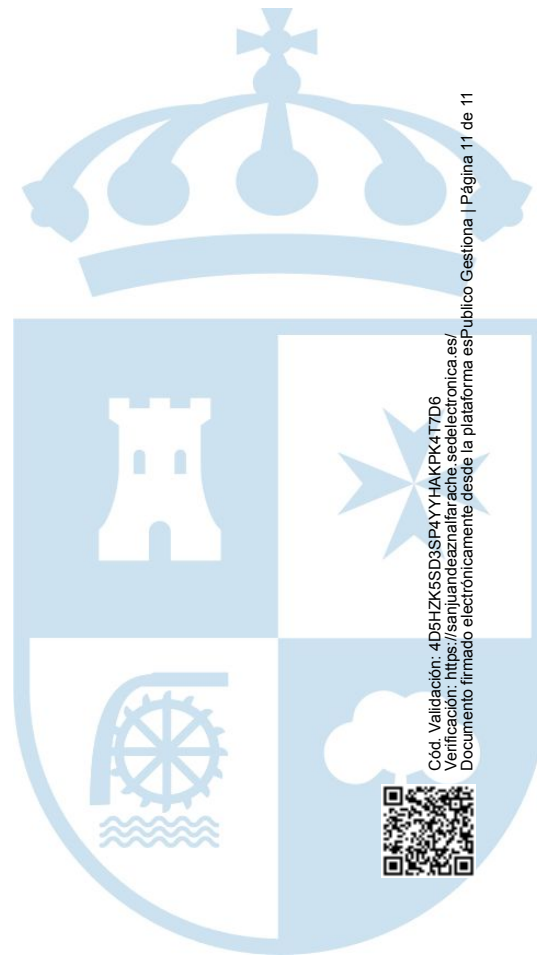 Cód. Validación: 4D5HZK5SD3SP4YYHAKPK4T7D6
Verificación: https://sanjuandeaznalfarache.sedelectronica.es/
Documento firmado electrónicamente desde la plataforma esPublico Gestiona | Página 11 de 11